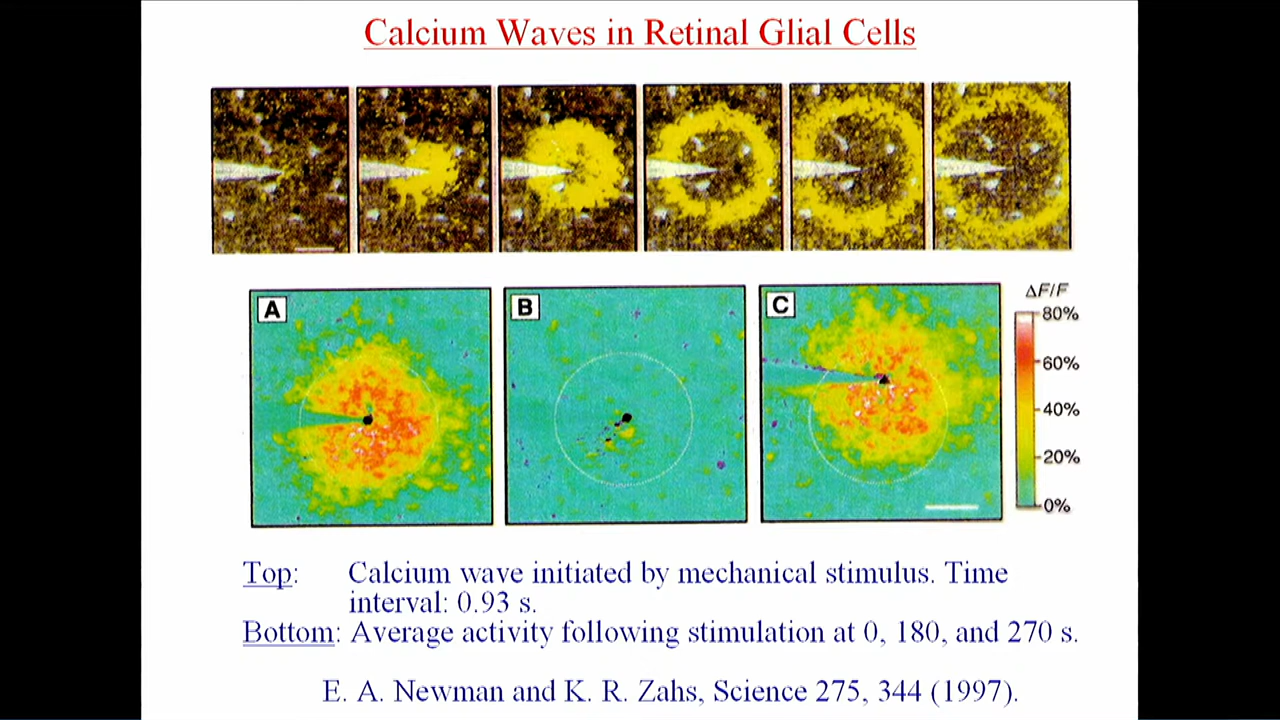 Calcium Waves in Retinal Glial Cells
A
B
C
ΔF/F
80%
60%
40%
20%
0%
Top: Calcium wave initiated by mechanical stimulus. Time
interval: 0.93 s.
Bottom: Average activity following stimulation at 0, 180, and 270 s.
E. A. Newman and K. R. Zahs, Science 275, 344 (1997).